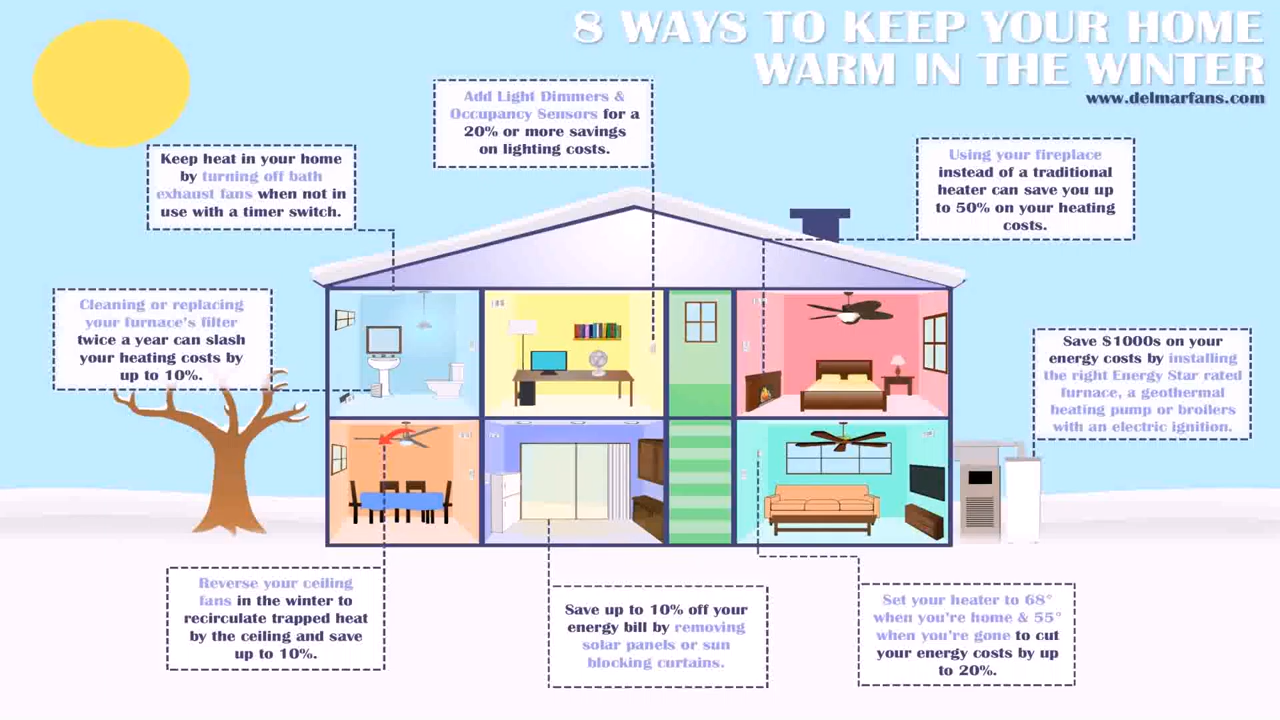 8 WAYS TO KEEP YOUR HOME
WARM IN THE WINTER
www.delmarfans.com
Add Light Dimmers &
Occupancy Sensors for a
20% or more savings
on lighting costs.
Keep heat in your home
by turning off bath
exhaust fans when not in
use with a timer switch.
Using your fireplace
instead of a traditional
heater can save you up
to 50% on your heating
costs.
Cleaning or replacing
your furnace's filter
twice a year can slash
your heating costs by
up to 10%.
Save $1000s on your
energy costs by installing
the right Energy Star rated
furnace, a geothermal
heating pump or broilers
with an electric ignition.
Reverse your ceiling
fans in the winter to
recirculate trapped heat
by the ceiling and save
up to 10%.
Save up to 10% off your
energy bill by removing
solar panels or sun
blocking curtains.
Set your heater to 68°
when you're home & 55°
when you're gone to cut
your energy costs by up
to 20%.